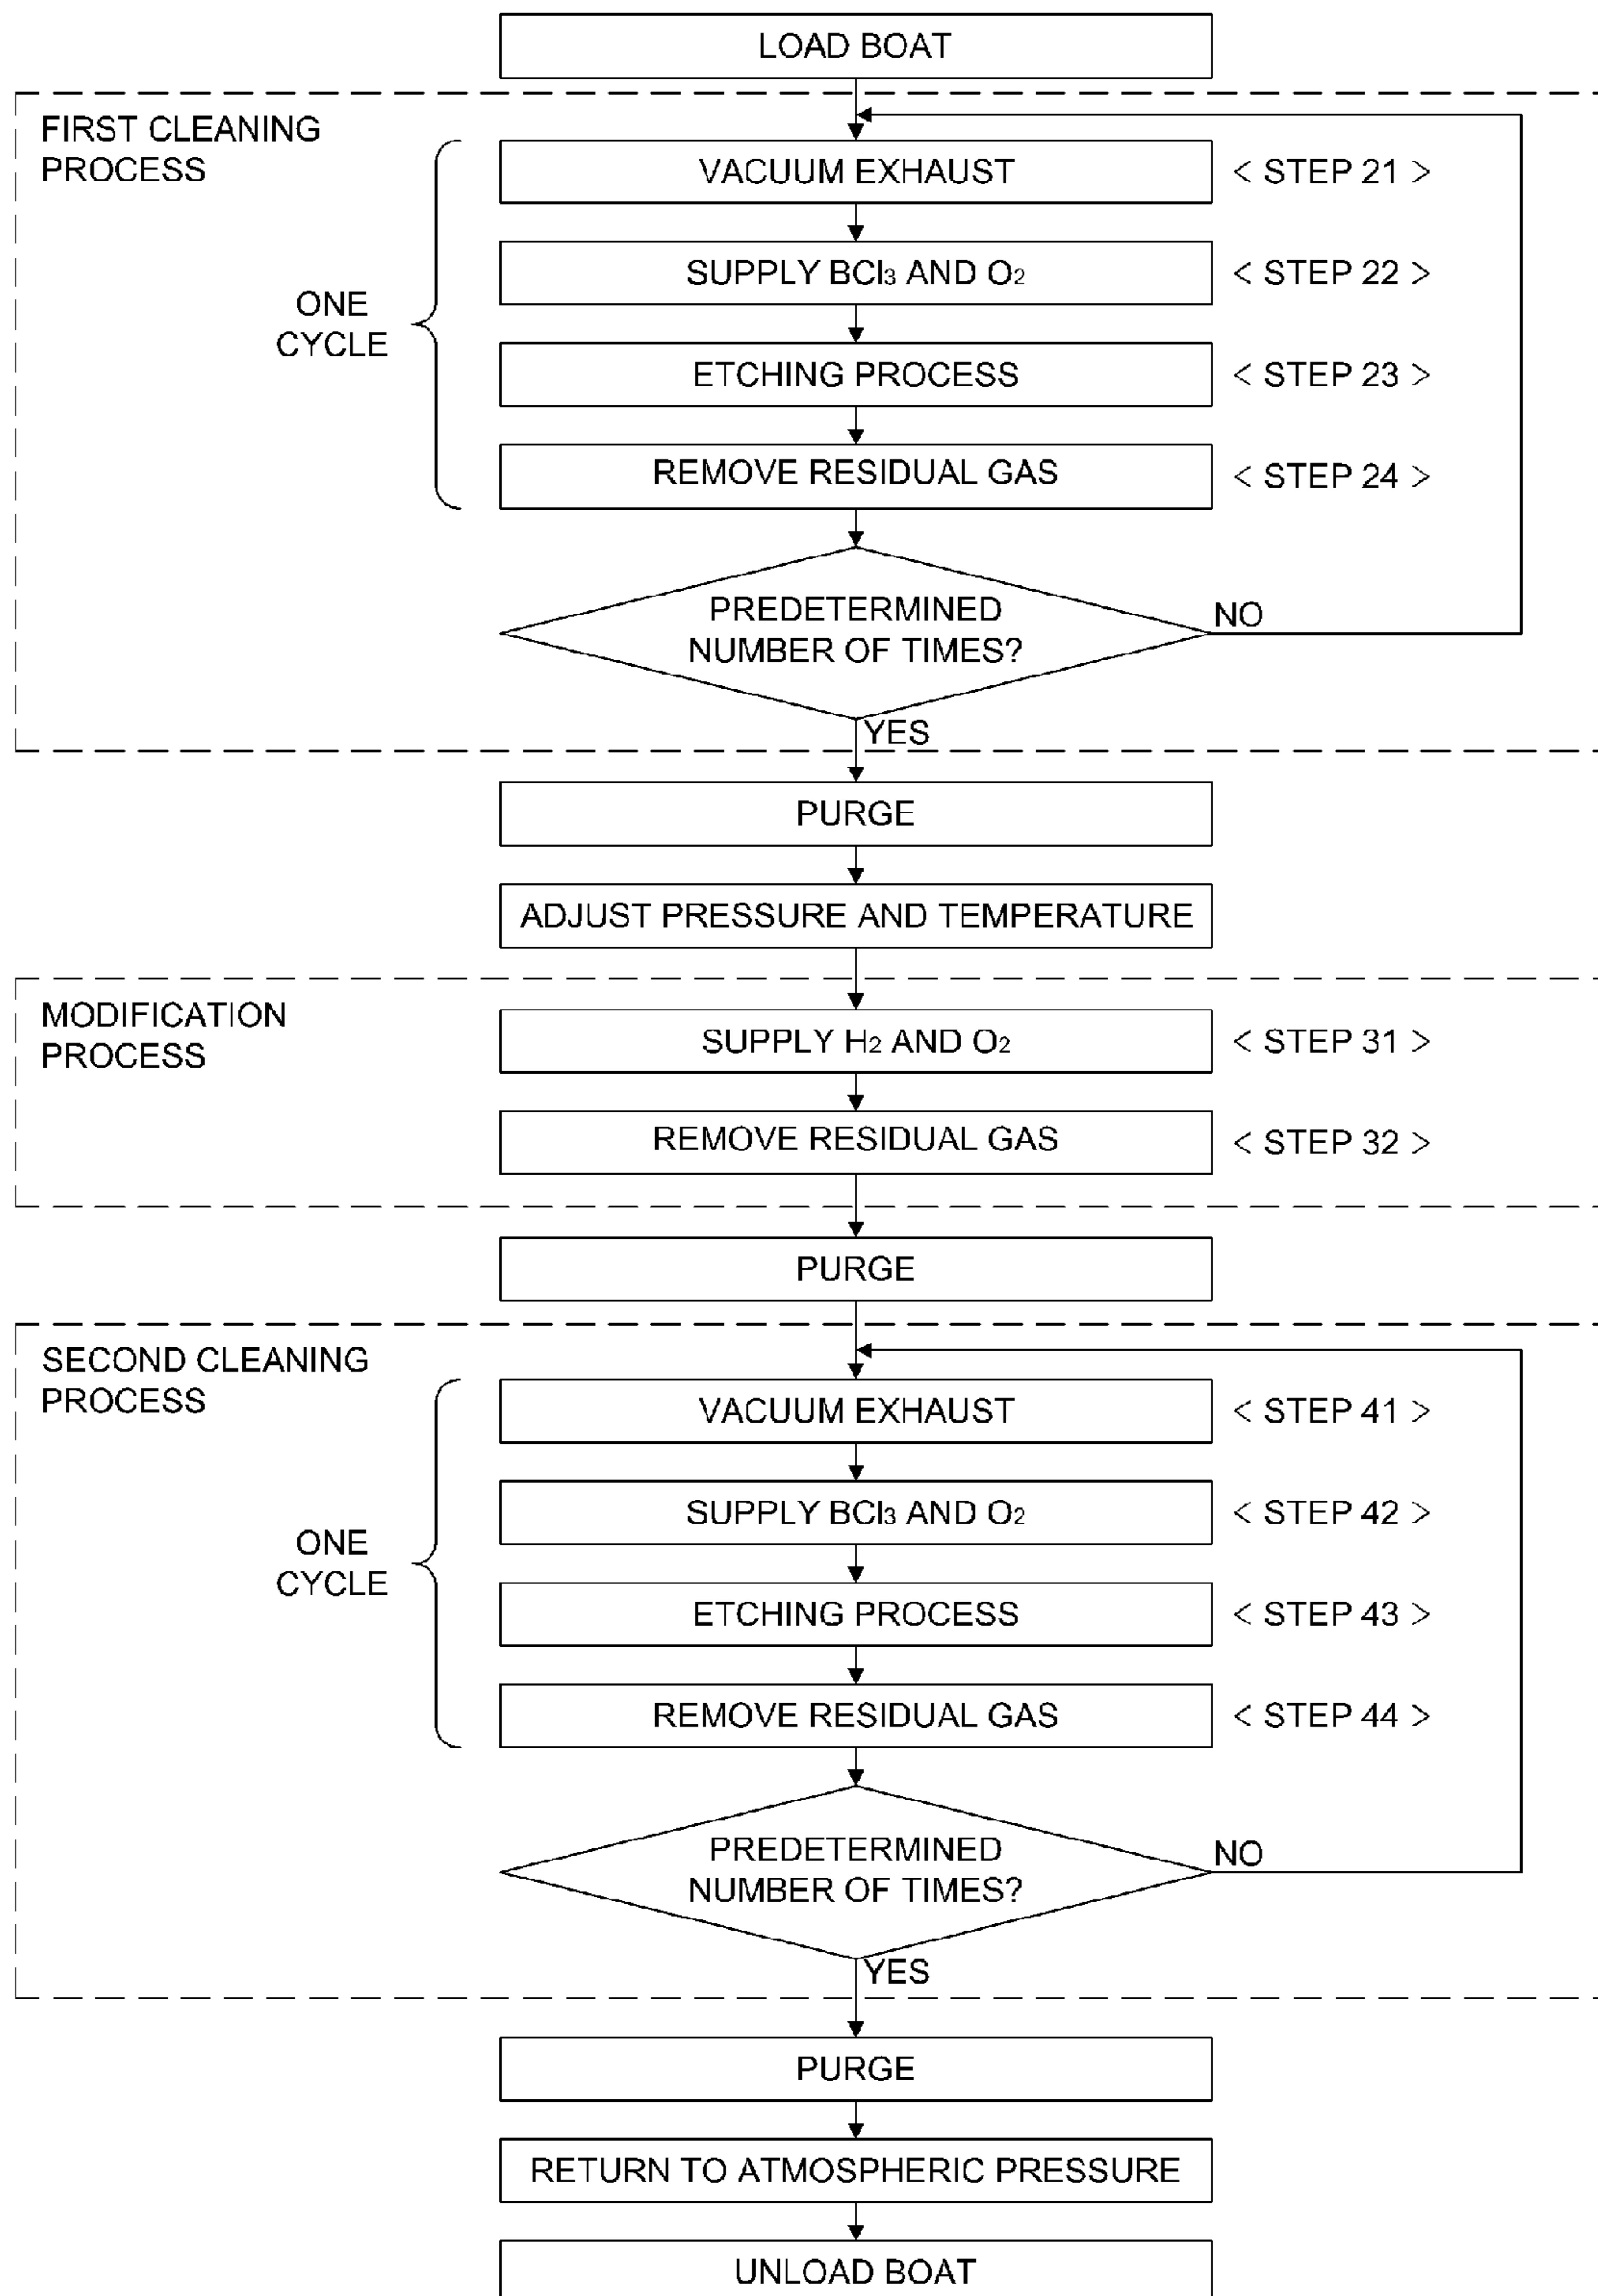 LOAD BOAT
FIRST CLEANING
PROCESS
VACUUM EXHAUST
< STEP 21 >
SUPPLY BCl₃ AND O₂
< STEP 22 >
ONE
CYCLE
ETCHING PROCESS
< STEP 23 >
REMOVE RESIDUAL GAS
< STEP 24 >
PREDETERMINED
NUMBER OF TIMES?
NO
YES
PURGE
ADJUST PRESSURE AND TEMPERATURE
MODIFICATION
PROCESS
SUPPLY H₂ AND O₂
< STEP 31 >
REMOVE RESIDUAL GAS
< STEP 32 >
PURGE
SECOND CLEANING
PROCESS
VACUUM EXHAUST
< STEP 41 >
SUPPLY BCl₃ AND O₂
< STEP 42 >
ONE
CYCLE
ETCHING PROCESS
< STEP 43 >
REMOVE RESIDUAL GAS
< STEP 44 >
PREDETERMINED
NUMBER OF TIMES?
NO
YES
PURGE
RETURN TO ATMOSPHERIC PRESSURE
UNLOAD BOAT